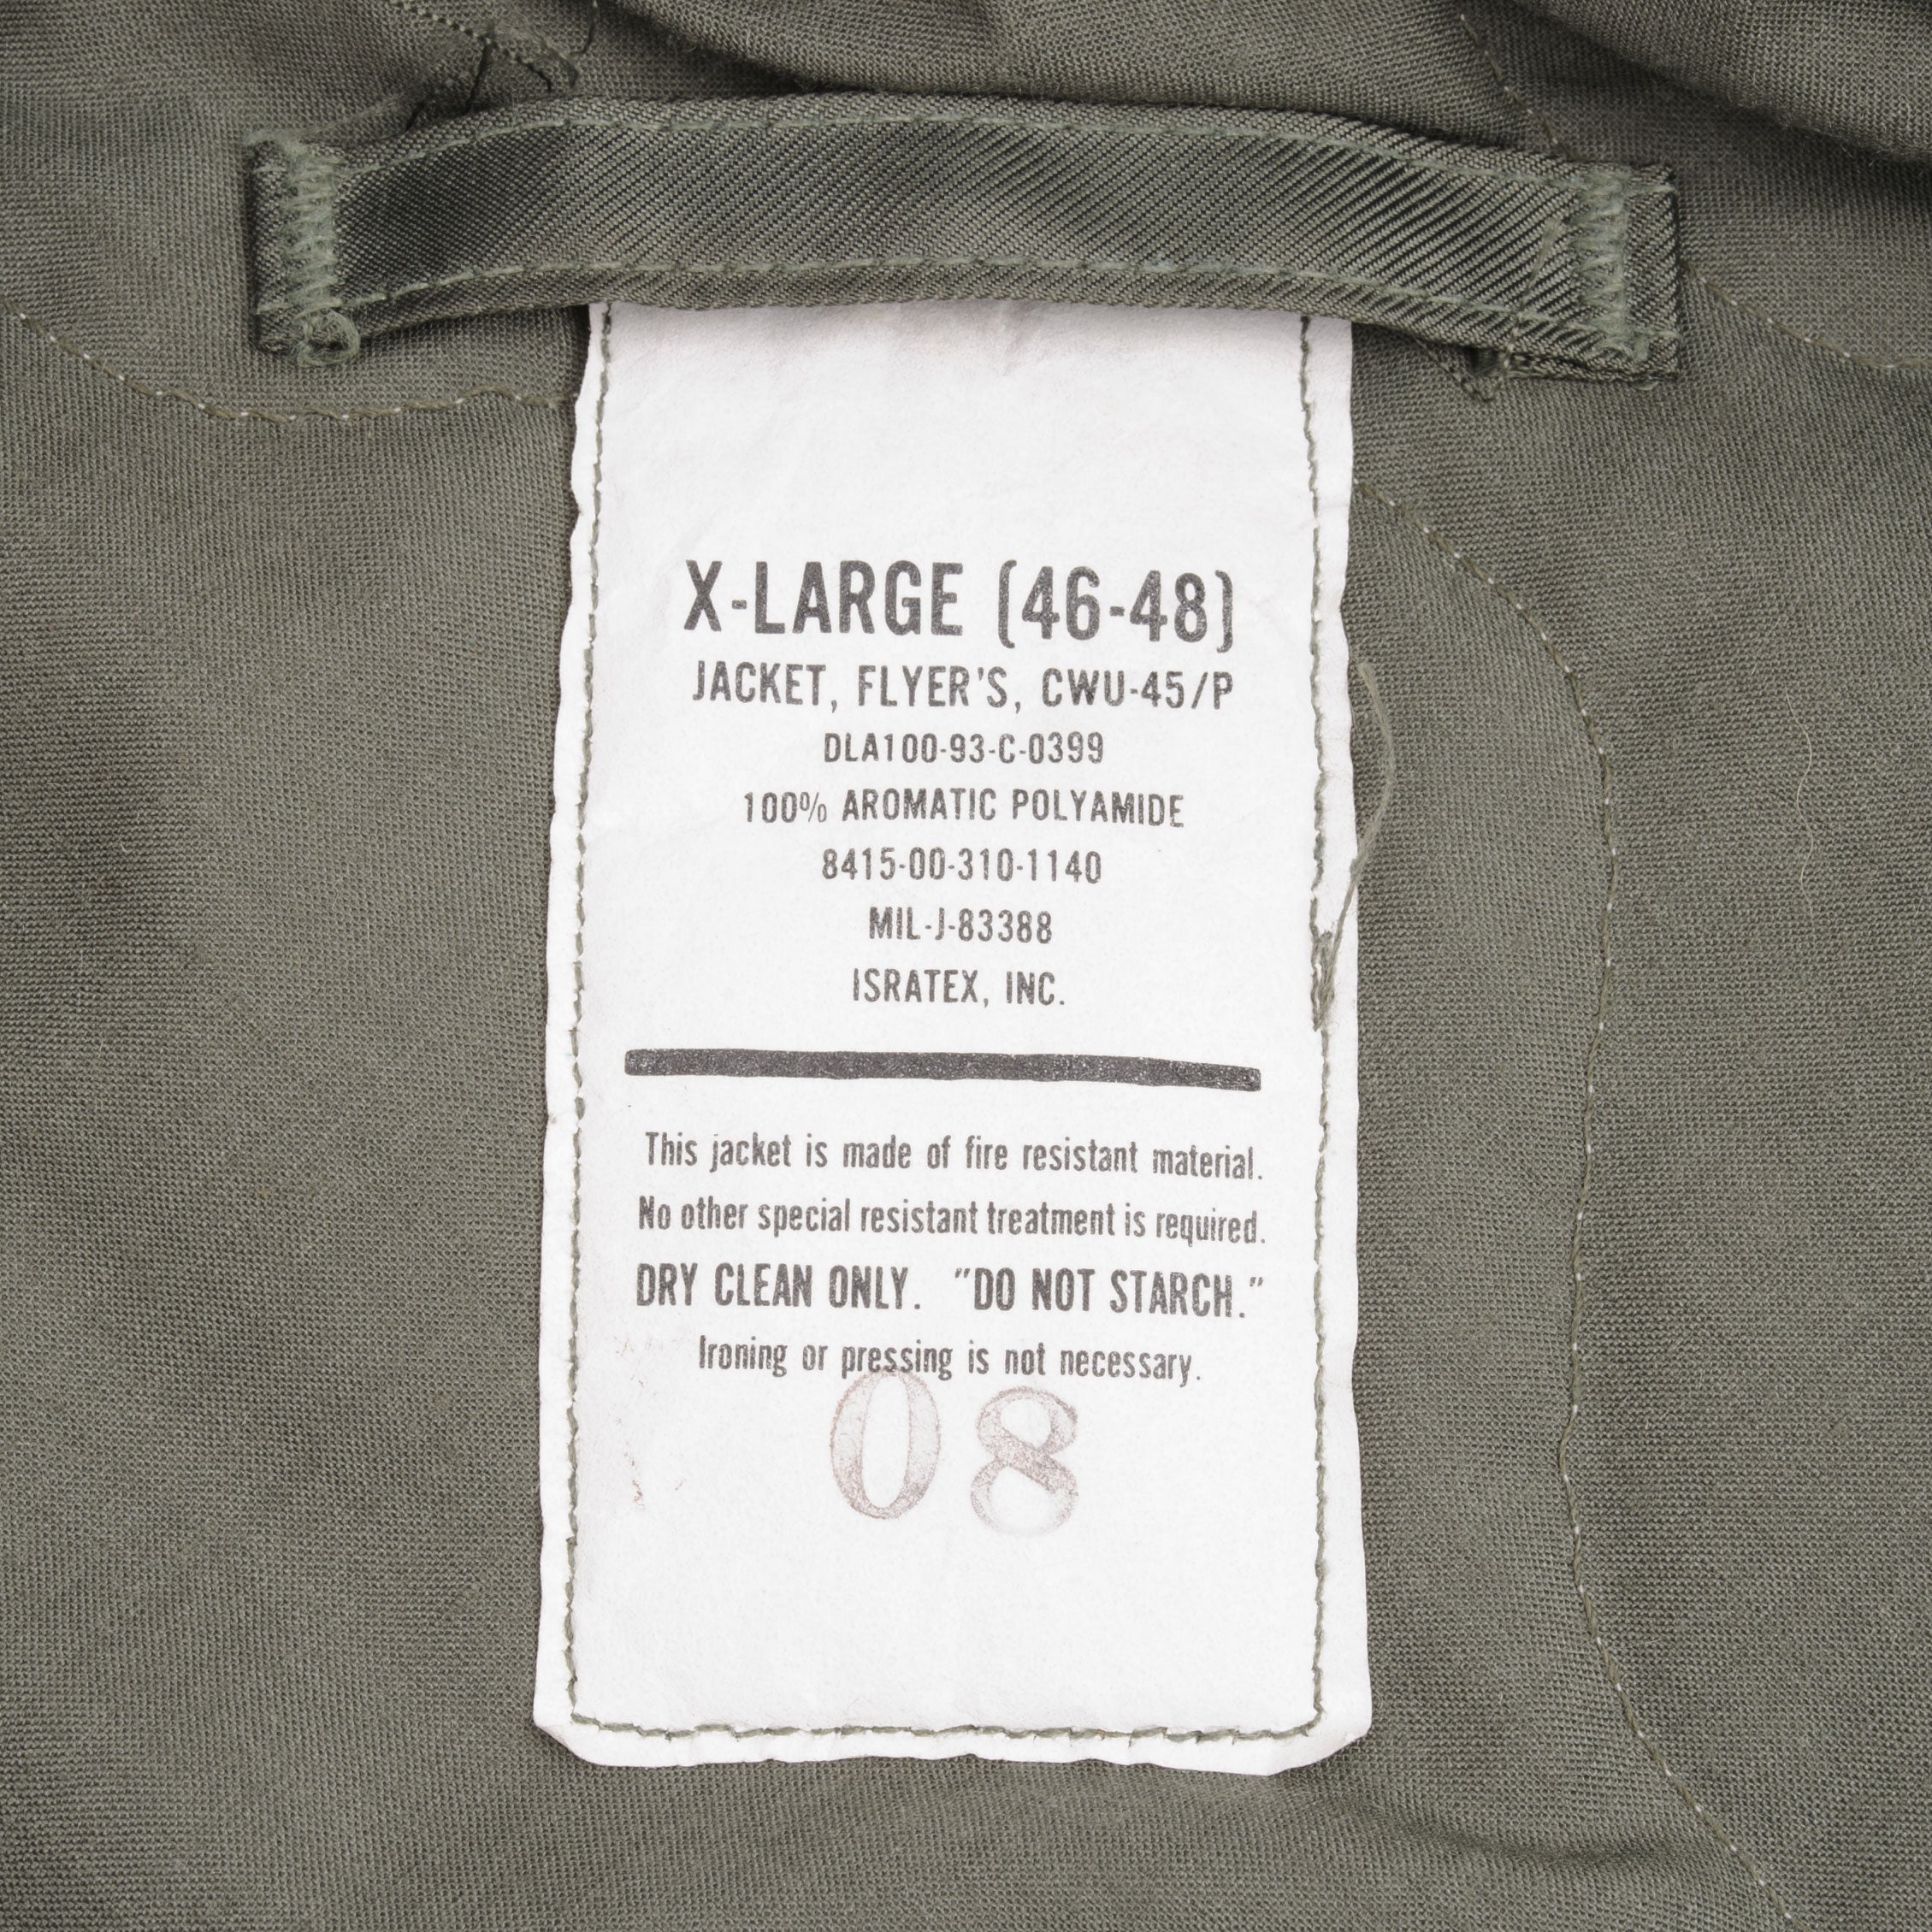 X-LARGE (46-48)
JACKET, FLYER'S, CWU-45/P
DLA100-93-C-0399
100% AROMATIC POLYAMIDE
8415-00-310-1140
MIL-J-83388
ISRATEX, INC.
This jacket is made of fire resistant material.
No other special resistant treatment is required.
DRY CLEAN ONLY. "DO NOT STARCH."
Ironing or pressing is not necessary.
08